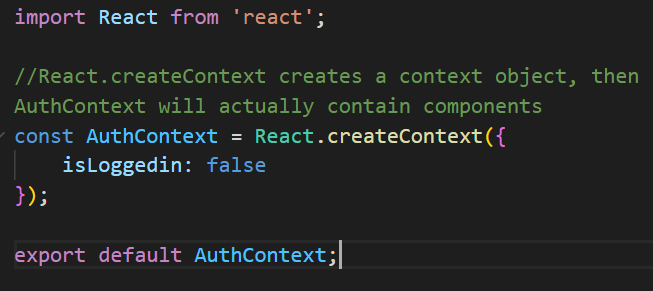 import React from 'react';
//React.createContext creates a context object, then
AuthContext will actually contain components
const AuthContext = React.createContext({
    isLoggedin: false
});
export default AuthContext;